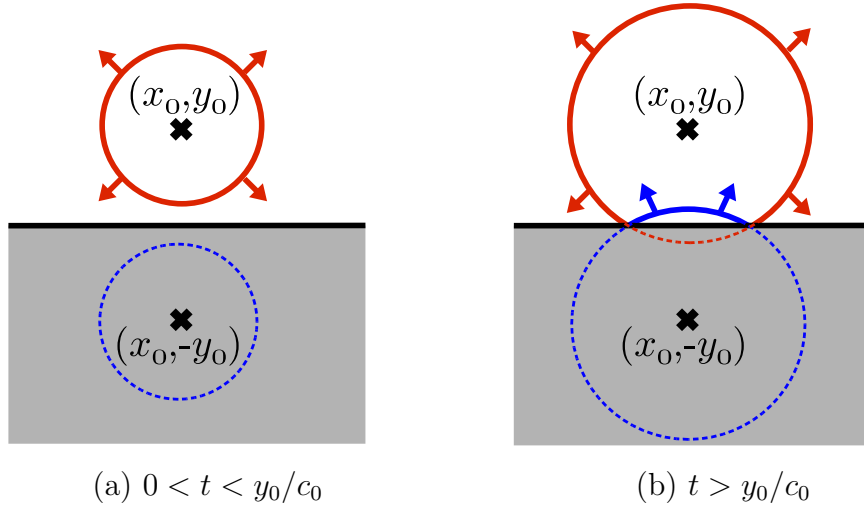 (x₀,y₀)
(x₀,-y₀)
(a) 0 < t < y₀/c₀
(x₀,y₀)
(x₀,-y₀)
(b) t > y₀/c₀